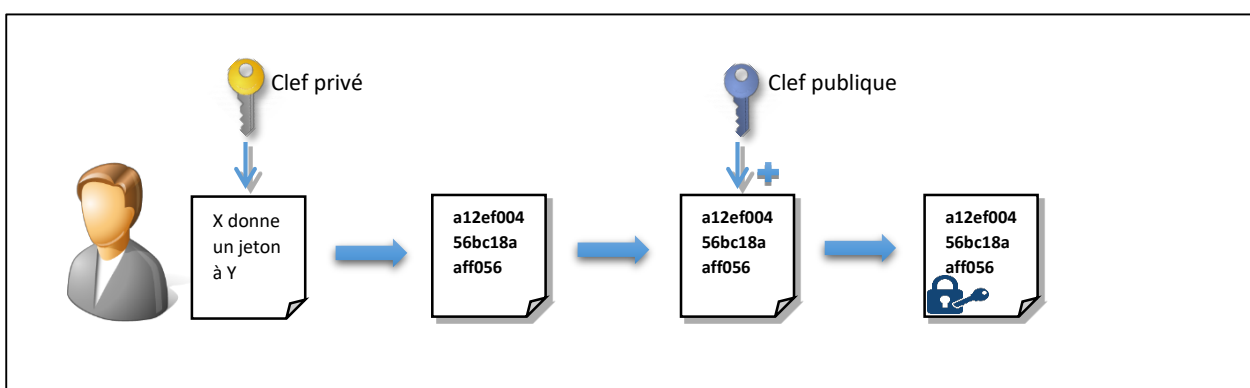 Clef privé
Clef publique
X donne
un jeton
à Y
a12ef004
56bc18a
aff056
a12ef004
56bc18a
aff056
a12ef004
56bc18a
aff056